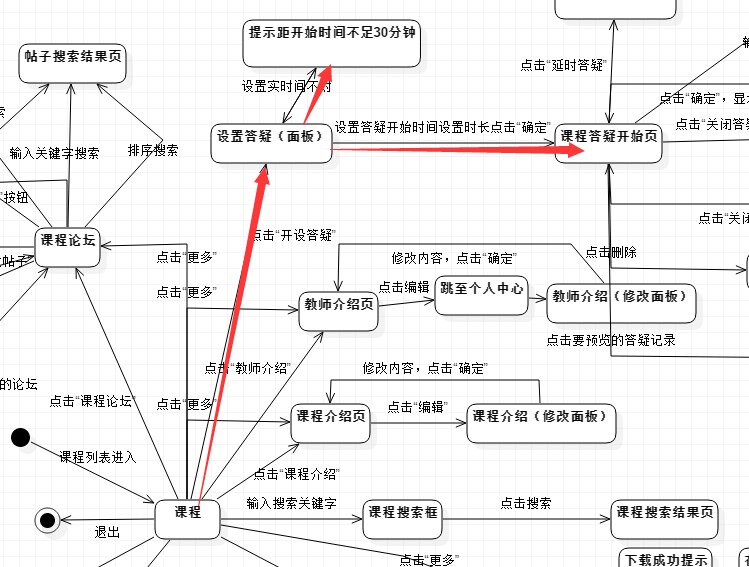 提示距开始时间不足30分钟
帖子搜索结果页
点击“延时答疑”
设置实时间不对
索
点击“确定”，显
设置答疑（面板）
设置答疑开始时间设置时长点击“确定”
课程答疑开始页
点击“关闭答疑
输入关键字搜索
排序搜索
”按钮
点击“关闭
课程论坛
点击“开设答疑”
点击“更多”
修改内容，点击“确定”
点击删除
帖子
点击“更多”
教师介绍页
点击编辑
跳至个人中心
教师介绍（修改面板）
点击要预览的答疑记录
点击“教师介绍”
修改内容，点击“确定”
的论坛
点击“课程论坛”
点击“更多”
课程介绍页
点击“编辑”
课程介绍（修改面板）
课程列表进入
点击“课程介绍”
课程
输入搜索关键字
课程搜索框
点击搜索
课程搜索结果页
退出
点击“更多”
下载成功提示